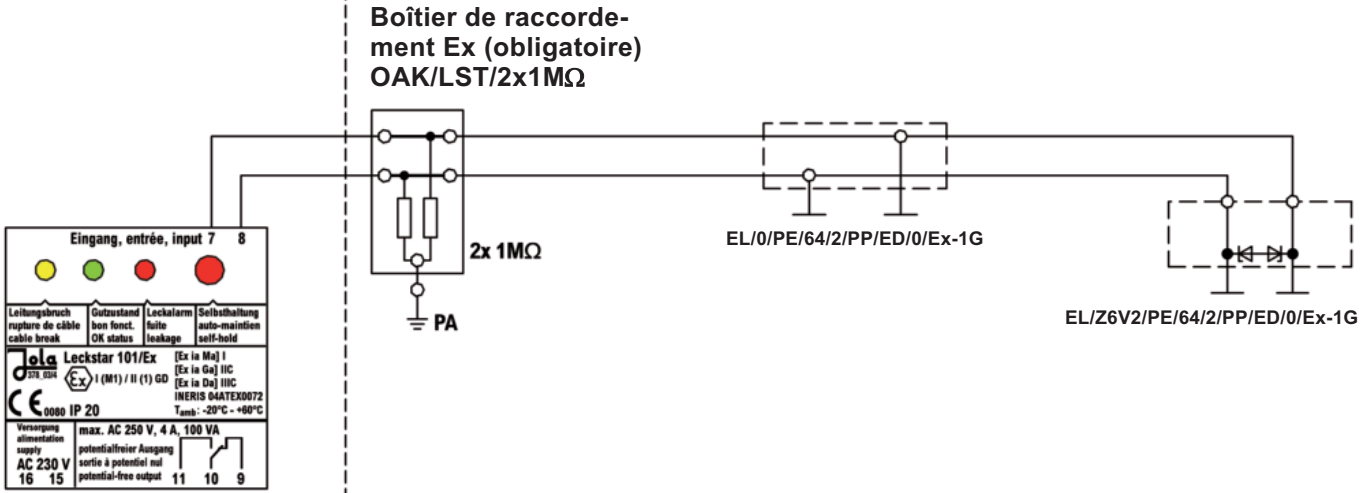 Boîtier de raccorde-
ment Ex (obligatoire)
OAK/LST/2x1MΩ
2x 1MΩ
PA
EL/0/PE/64/2/PP/ED/0/Ex-1G
EL/Z6V2/PE/64/2/PP/ED/0/Ex-1G
Eingang, entrée, input 7 8
Leitungsbruch
rupture de câble
cable break
Gutzustand
bon fonct.
OK status
Leckalarm
fuite
leakage
Selbsthaltung
auto-maintien
self-hold
Jola Leckstar 101/Ex
378_03/4
Ex I (M1) / II (1) GD
CE 0080 IP 20
[Ex ia Ma] I
[Ex ia Ga] IIC
[Ex ia Da] IIIC
INERIS 04ATEX0072
Tamb: -20°C - +60°C
Versorgung
alimentation
supply
AC 230 V
16 15
max. AC 250 V, 4 A, 100 VA
potentialfreier Ausgang
sortie à potentiel nul
potential-free output 11 10 9